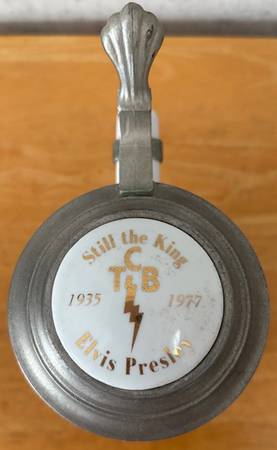 Still the King
TCB
1935 1977
Elvis Presley